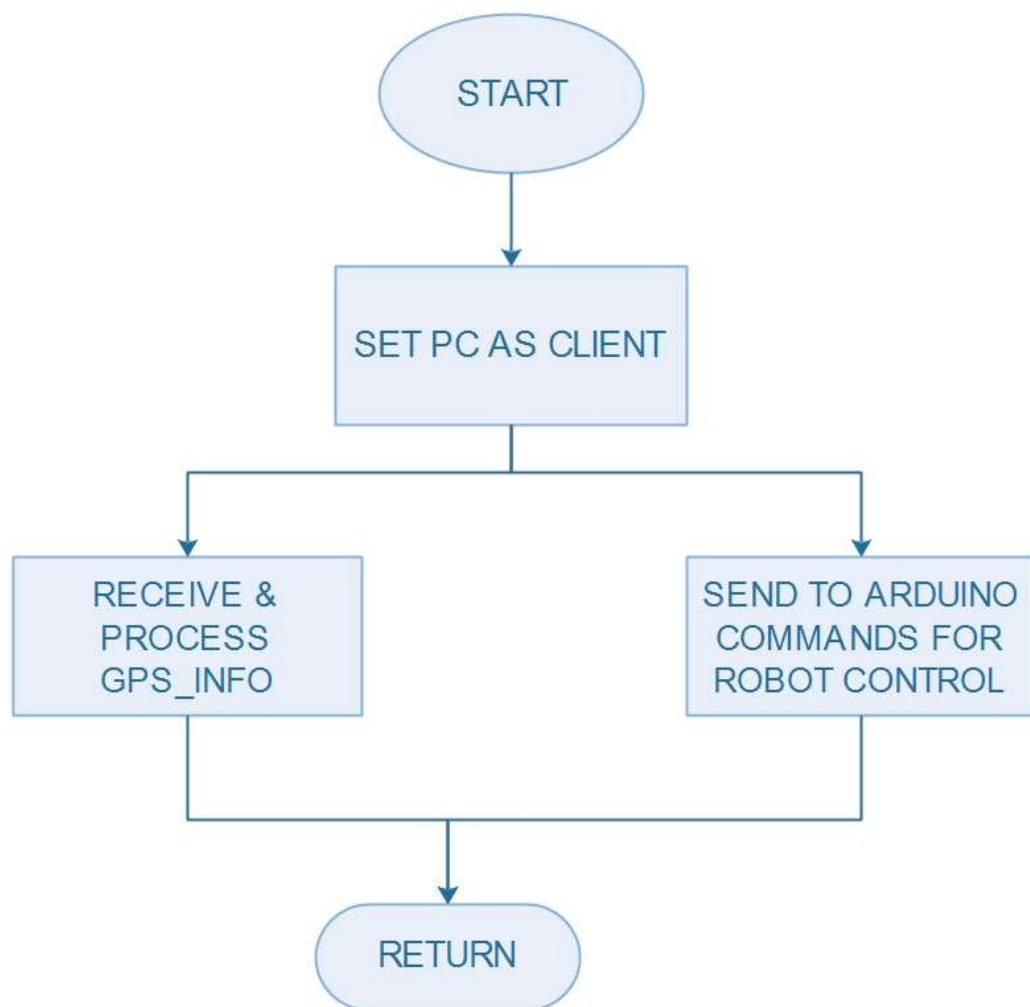 START
SET PC AS CLIENT
RECEIVE &
PROCESS
GPS_INFO
SEND TO ARDUINO
COMMANDS FOR
ROBOT CONTROL
RETURN